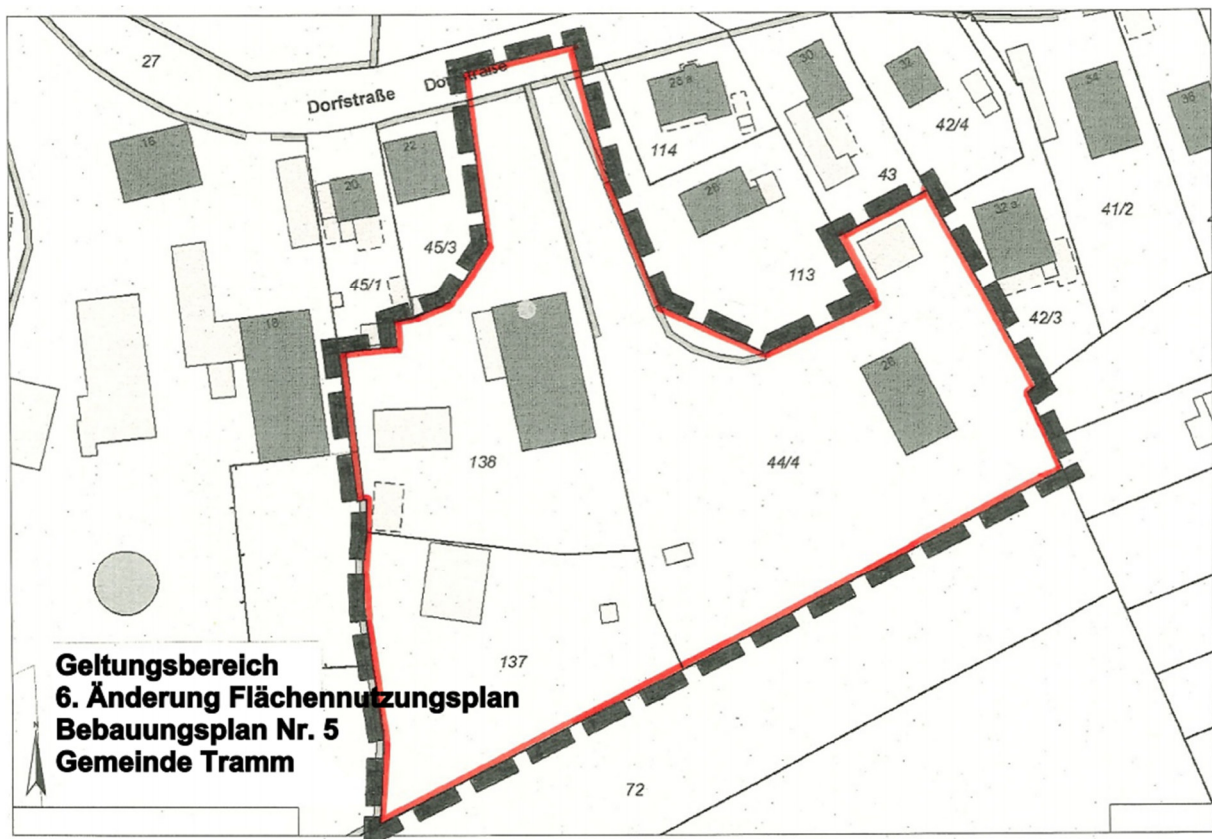 27
Dorfstraße
Dorfstraße
16
22
20
23 a
30
32
34
36
42/4
114
43
26
32 a
41/2
45/3
113
45/1
42/3
18
28
138
44/4
137
72
N
Geltungsbereich
6. Änderung Flächennutzungsplan
Bebauungsplan Nr. 5
Gemeinde Tramm